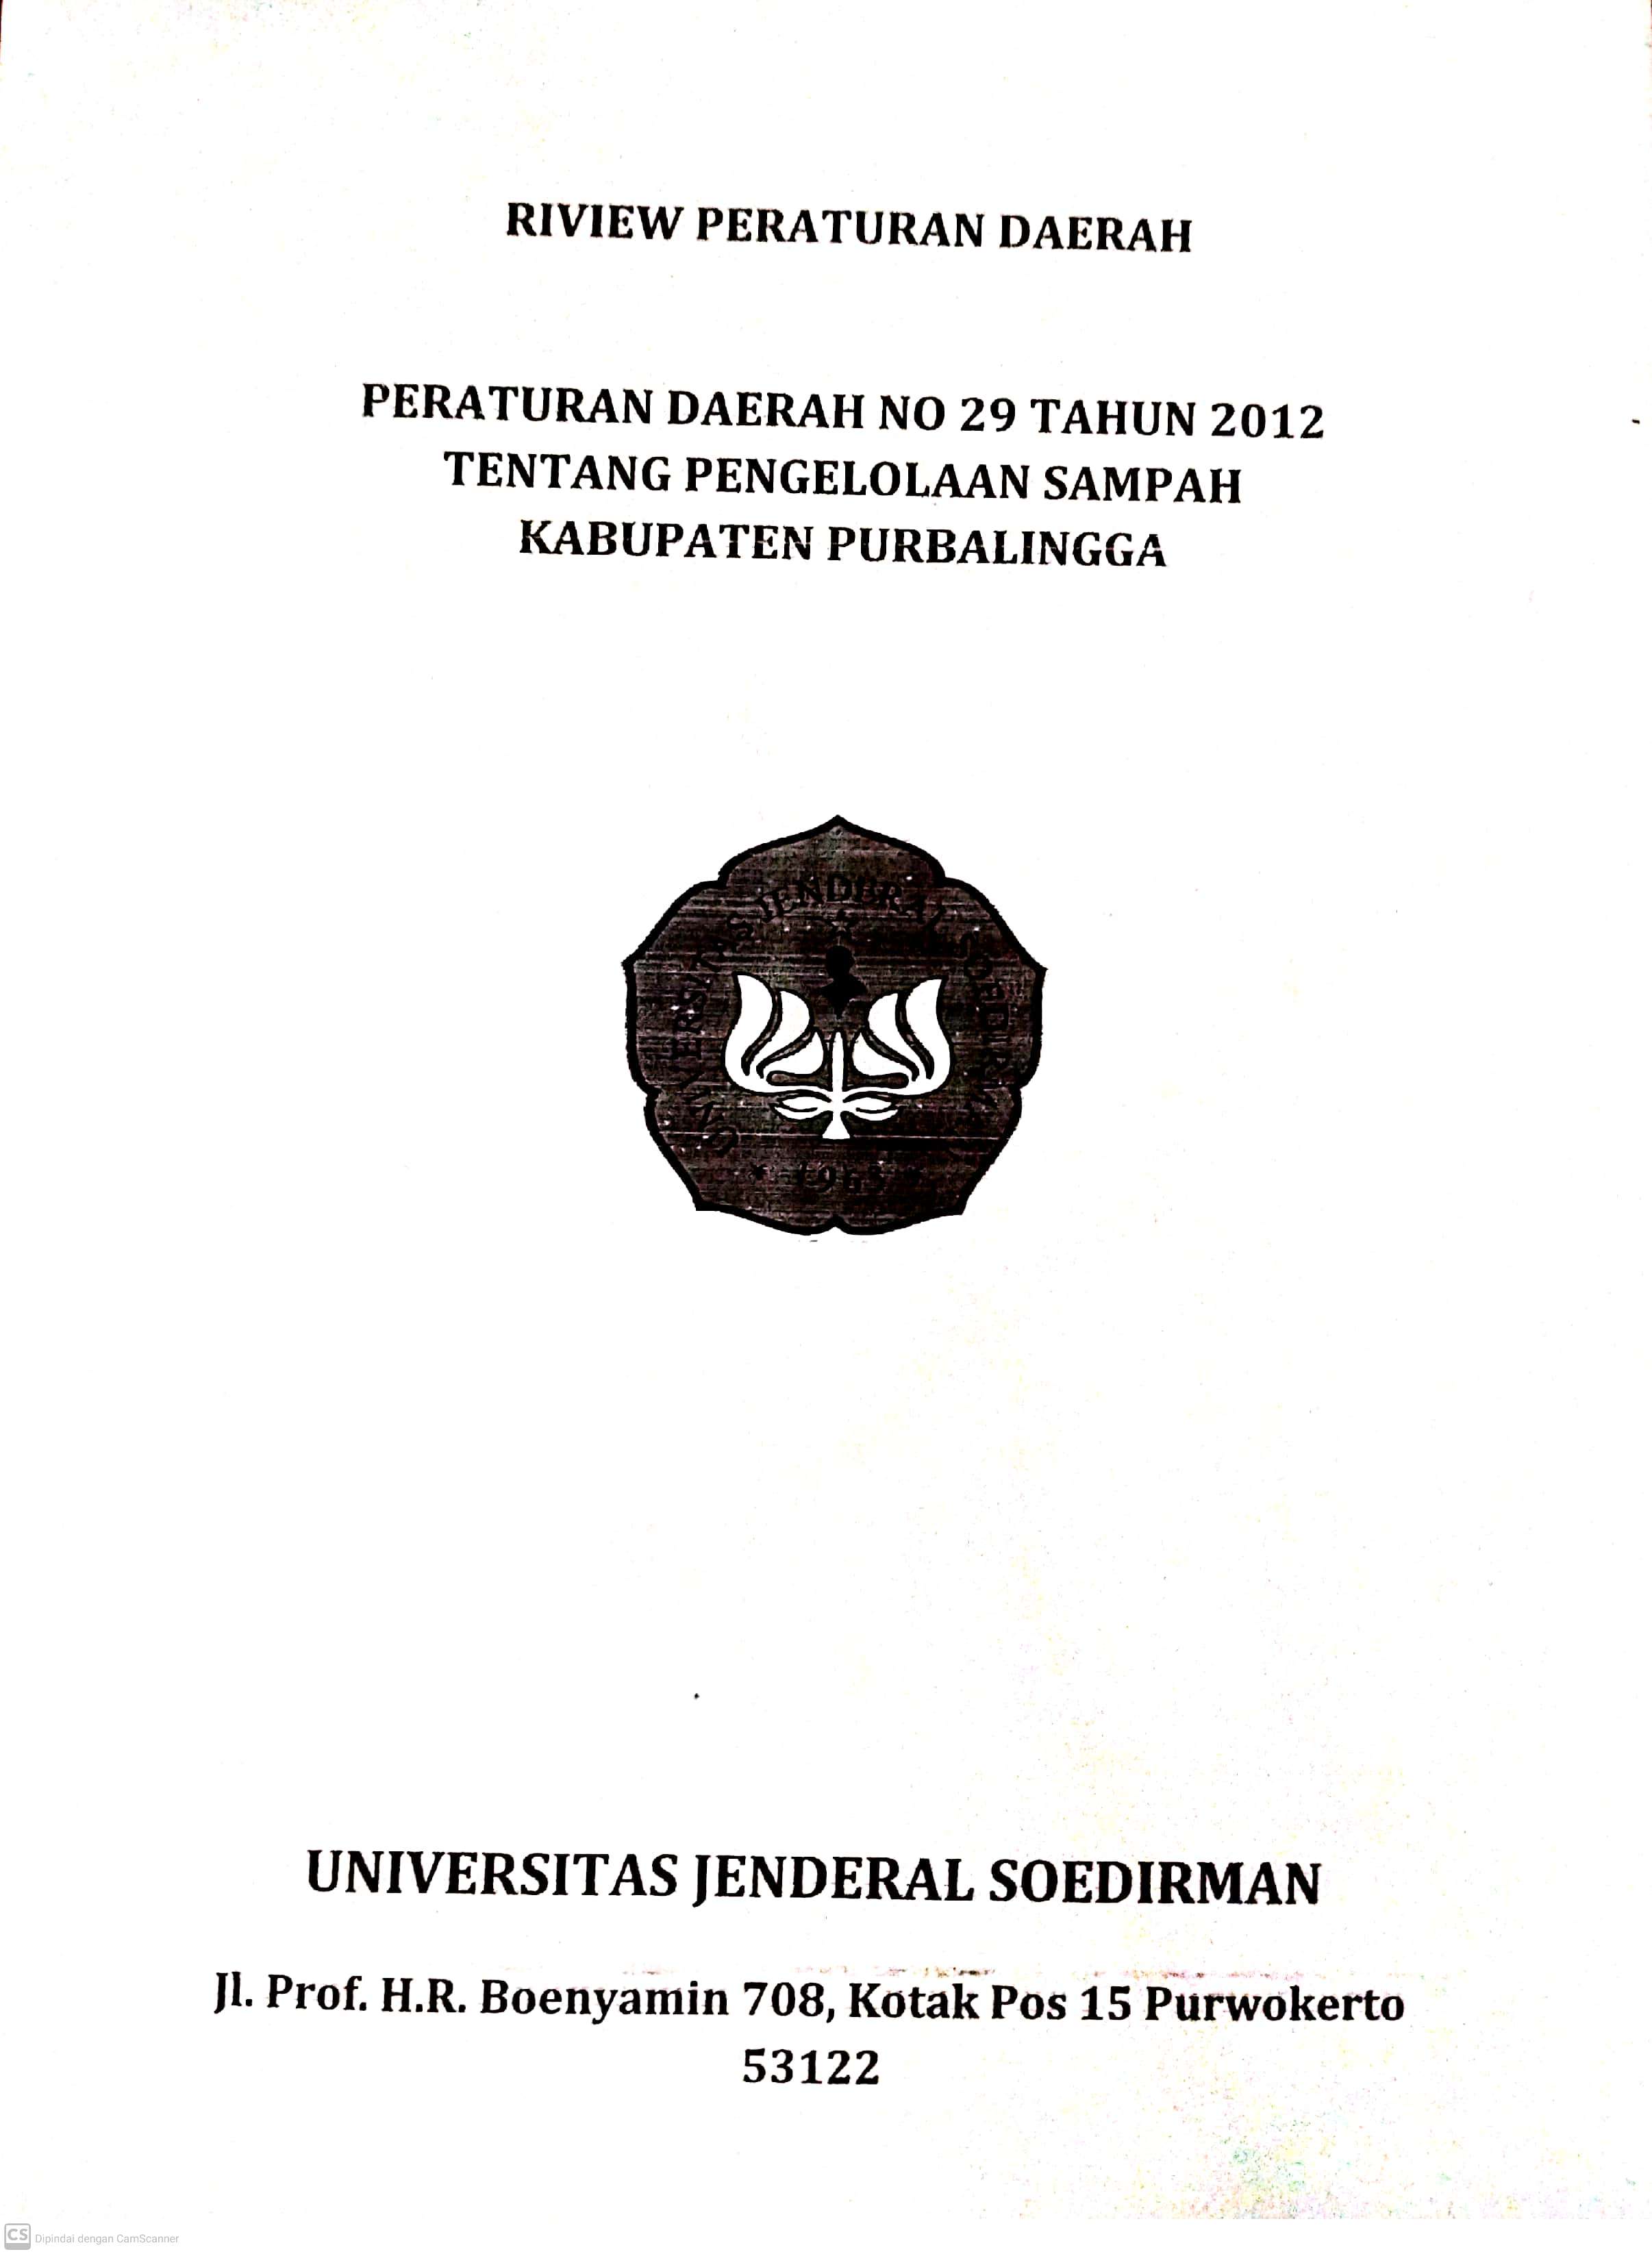 RIVIEW PERATURAN DAERAH
PERATURAN DAERAH NO 29 TAHUN 2012
TENTANG PENGELOLAAN SAMPAH
KABUPATEN PURBALINGGA
UNIVERSITAS JENDERAL SOEDIRMAN
* 1963 *
UNIVERSITAS JENDERAL SOEDIRMAN
Jl. Prof. H.R. Boenyamin 708, Kotak Pos 15 Purwokerto
53122
CS Dipindai dengan CamScanner